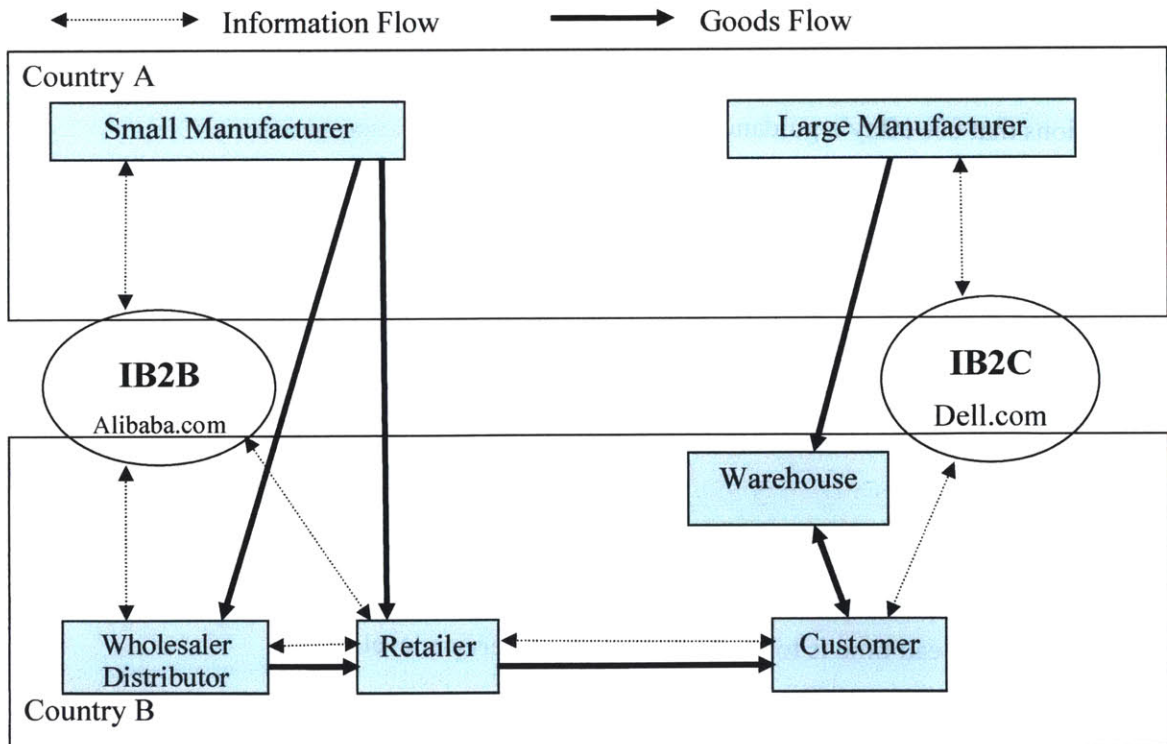 Information Flow
Goods Flow
Country A
Small Manufacturer
Large Manufacturer
IB2B
Alibaba.com
IB2C
Dell.com
Warehouse
Wholesaler
Distributor
Retailer
Customer
Country B